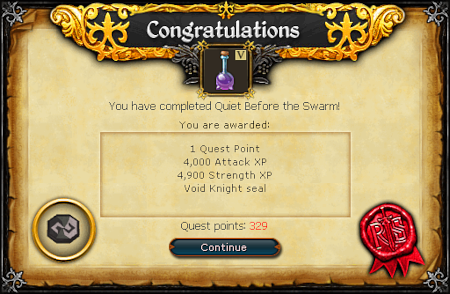 Congratulations
V
You have completed Quiet Before the Swarm!
You are awarded:
1 Quest Point
4,000 Attack XP
4,900 Strength XP
Void Knight seal
Quest points: 329
Continue
RS